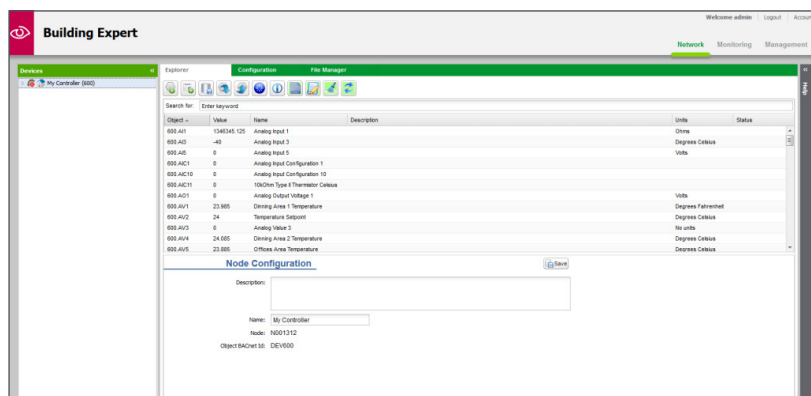 Welcome admin Logout Accoun
Building Expert
Network Monitoring Management
Devices
My Controller (600)
Explorer Configuration File Manager
Help
Search for: Enter keyword
Object Value Name Description Units Status
600.AI1 1346345.125 Analog Input 1 Ohms
600.AI3 -40 Analog Input 3 Degrees Celsius
600.AI5 0 Analog Input 5 Volts
600.AIC1 0 Analog Input Configuration 1
600.AIC10 0 Analog Input Configuration 10
600.AIC11 0 10kOhm Type II Thermistor Celsius
600.AO1 0 Analog Output Voltage 1 Volts
600.AV1 23.985 Dinning Area 1 Temperature Degrees Fahrenheit
600.AV2 24 Temperature Setpoint Degrees Celsius
600.AV3 0 Analog Value 3 No units
600.AV4 24.085 Dinning Area 2 Temperature Degrees Celsius
600.AV5 23.885 Offices Area Temperature Degrees Celsius
Node Configuration Save
Description:
Name: My Controller
Node: N001312
Object BACnet Id: DEV600